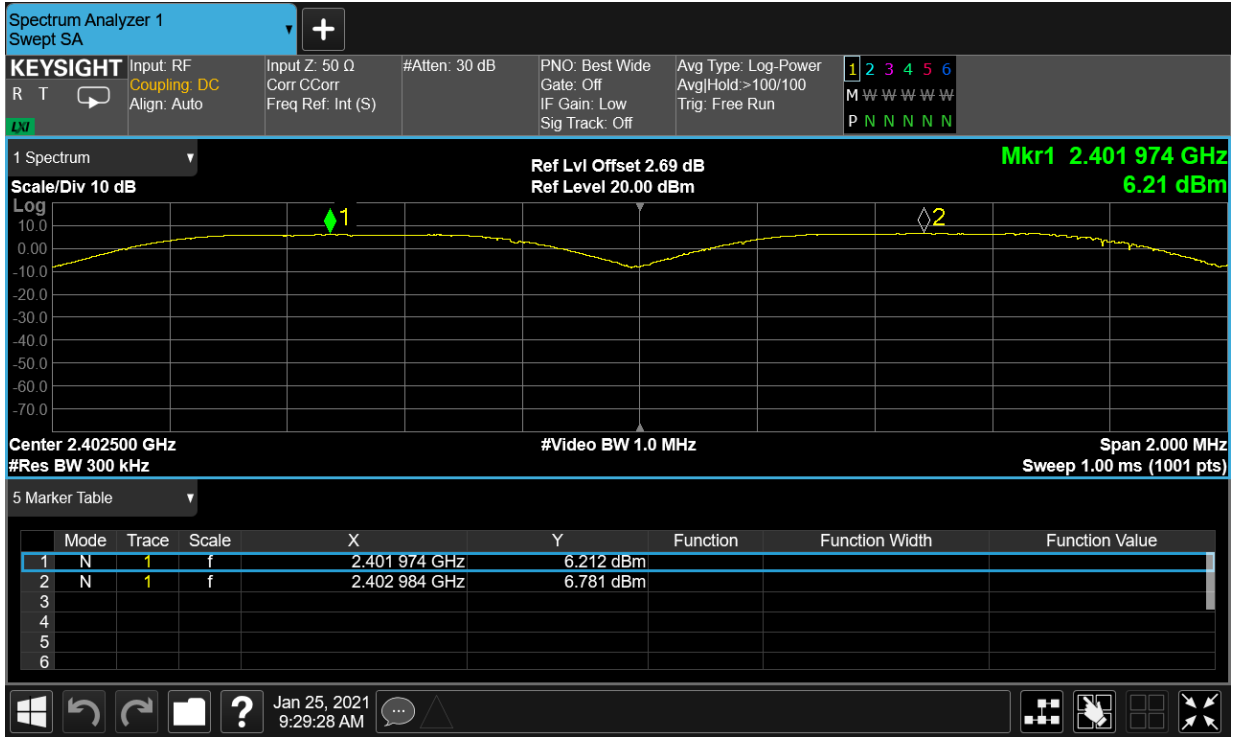 Spectrum Analyzer 1
Swept SA
KEYSIGHT
R T
LXI
Input: RF
Coupling: DC
Align: Auto
Input Z: 50 Ω
Corr CCorr
Freq Ref: Int (S)
#Atten: 30 dB
PNO: Best Wide
Gate: Off
IF Gain: Low
Sig Track: Off
Avg Type: Log-Power
Avg|Hold:>100/100
Trig: Free Run
1 2 3 4 5 6
M W W W W W
P N N N N N
1 Spectrum
Scale/Div 10 dB
Ref Lvl Offset 2.69 dB
Ref Level 20.00 dBm
Mkr1 2.401 974 GHz
6.21 dBm
Log
10.0
0.00
-10.0
-20.0
-30.0
-40.0
-50.0
-60.0
-70.0
1
2
Center 2.402500 GHz
#Res BW 300 kHz
#Video BW 1.0 MHz
Span 2.000 MHz
Sweep 1.00 ms (1001 pts)
5 Marker Table
Mode Trace Scale X Y Function Function Width Function Value
1 N 1 f 2.401 974 GHz 6.212 dBm
2 N 1 f 2.402 984 GHz 6.781 dBm
3
4
5
6
?
Jan 25, 2021
9:29:28 AM